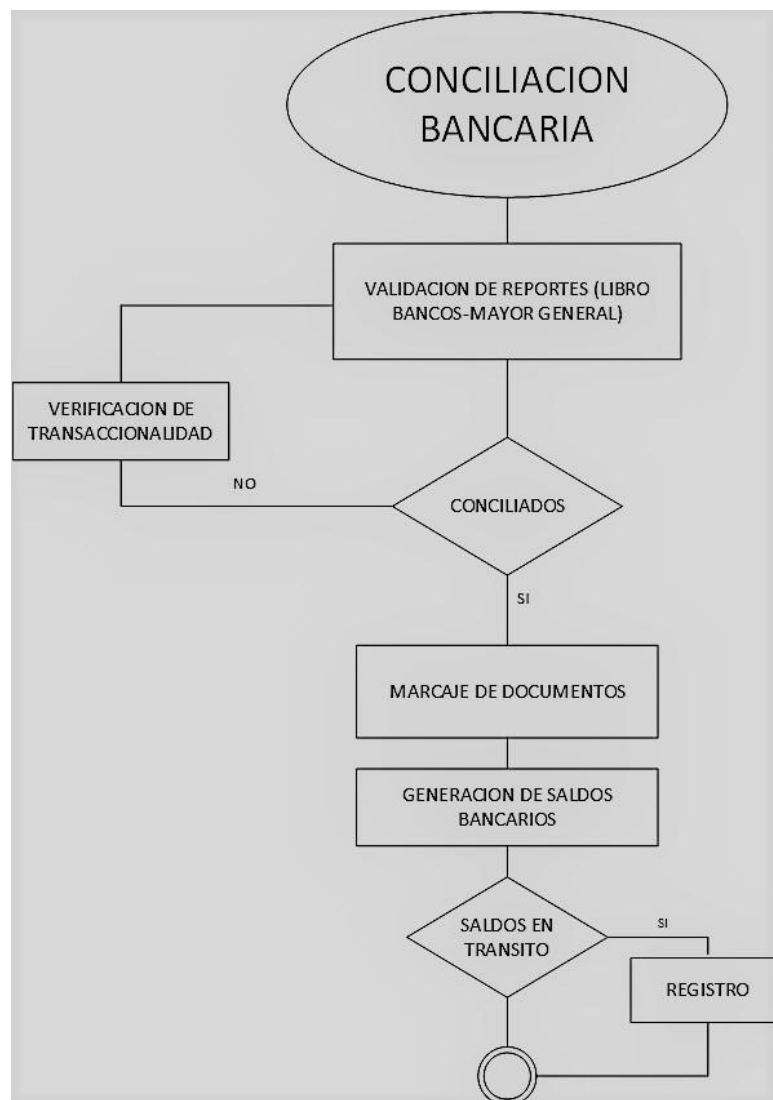 CONCILIACION
BANCARIA
VALIDACION DE REPORTES (LIBRO
BANCOS-MAYOR GENERAL)
VERIFICACION DE
TRANSACCIONALIDAD
NO
CONCILIADOS
SI
MARCAJE DE DOCUMENTOS
GENERACION DE SALDOS
BANCARIOS
SALDOS EN
TRANSITO
SI
REGISTRO